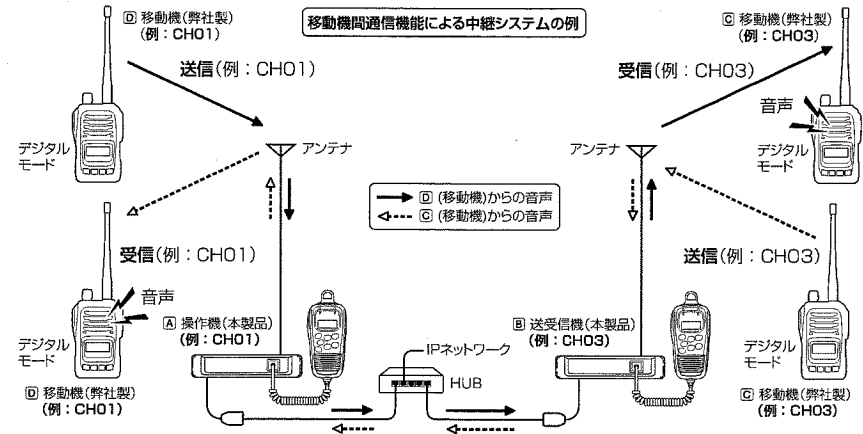 移動機間通信機能による中継システムの例
D 移動機(弊社製)
(例：CH01)
送信(例：CH01)
デジタル
モード
アンテナ
受信(例：CH01)
音声
デジタル
モード
D 移動機(弊社製)
(例：CH01)
A 操作機(本製品)
(例：CH01)
D (移動機)からの音声
C (移動機)からの音声
IPネットワーク
HUB
C 移動機(弊社製)
(例：CH03)
受信(例：CH03)
音声
デジタル
モード
アンテナ
送信(例：CH03)
B 送受信機(本製品)
(例：CH03)
デジタル
モード
C 移動機(弊社製)
(例：CH03)